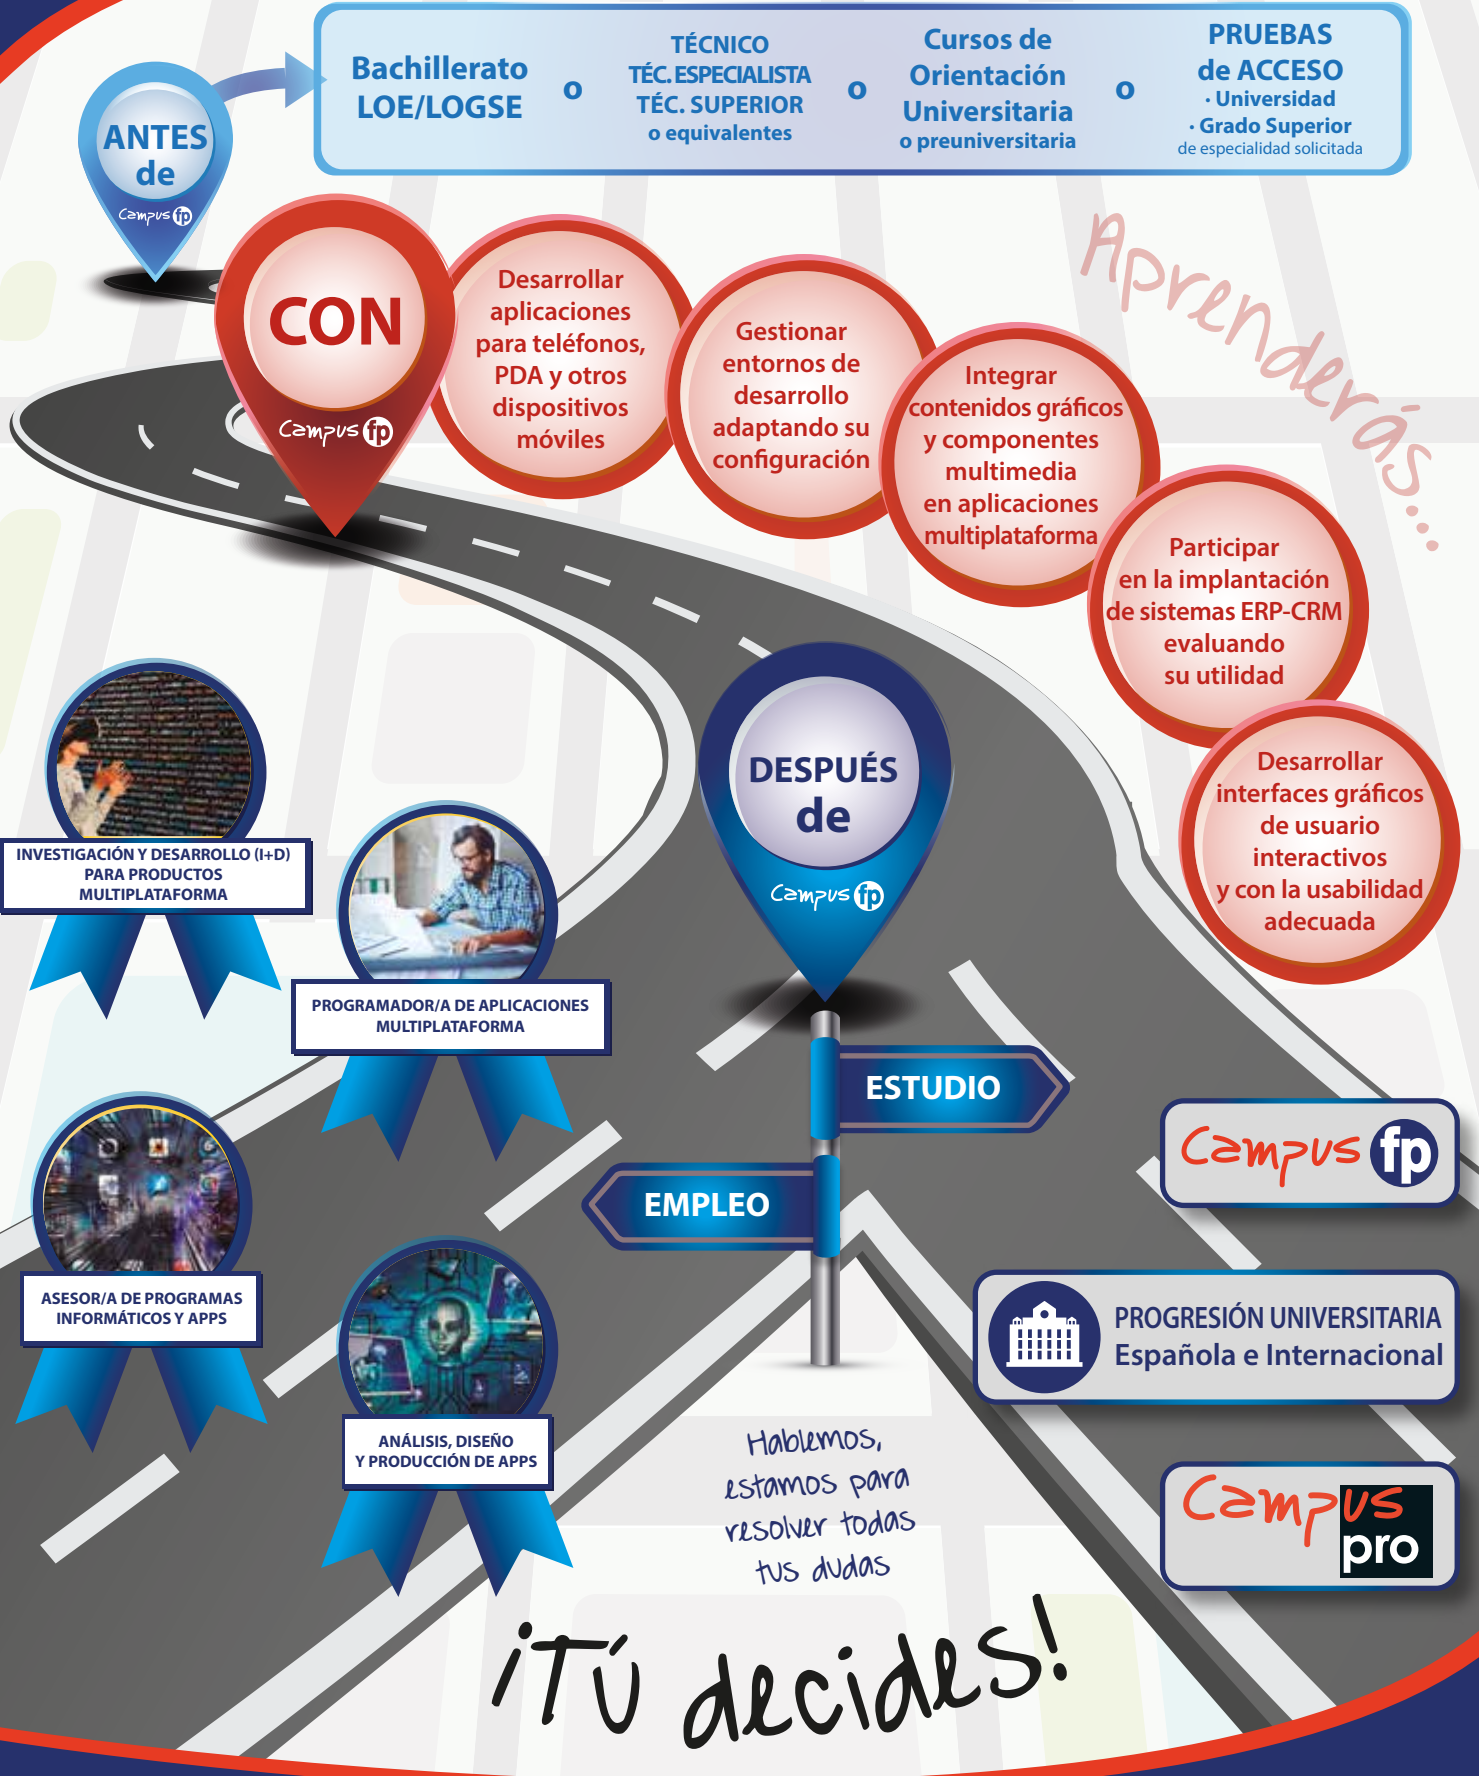 ANTES
de
Campus fp
Bachillerato
LOE/LOGSE
o
TÉCNICO
TÉC. ESPECIALISTA
TÉC. SUPERIOR
o equivalentes
o
Cursos de
Orientación
Universitaria
o preuniversitaria
o
PRUEBAS
de ACCESO
· Universidad
· Grado Superior
de especialidad solicitada
CON
Campus fp
Aprenderás...
Desarrollar
aplicaciones
para teléfonos,
PDA y otros
dispositivos
móviles
Gestionar
entornos de
desarrollo
adaptando su
configuración
Integrar
contenidos gráficos
y componentes
multimedia
en aplicaciones
multiplataforma
Participar
en la implantación
de sistemas ERP-CRM
evaluando
su utilidad
Desarrollar
interfaces gráficos
de usuario
interactivos
y con la usabilidad
adecuada
DESPUÉS
de
Campus fp
INVESTIGACIÓN Y DESARROLLO (I+D)
PARA PRODUCTOS
MULTIPLATAFORMA
PROGRAMADOR/A DE APLICACIONES
MULTIPLATAFORMA
ASESOR/A DE PROGRAMAS
INFORMÁTICOS Y APPS
ANÁLISIS, DISEÑO
Y PRODUCCIÓN DE APPS
ESTUDIO
EMPLEO
Campus fp
PROGRESIÓN UNIVERSITARIA
Española e Internacional
Campus
pro
Hablemos,
estamos para
resolver todas
tus dudas
¡Tú decides!